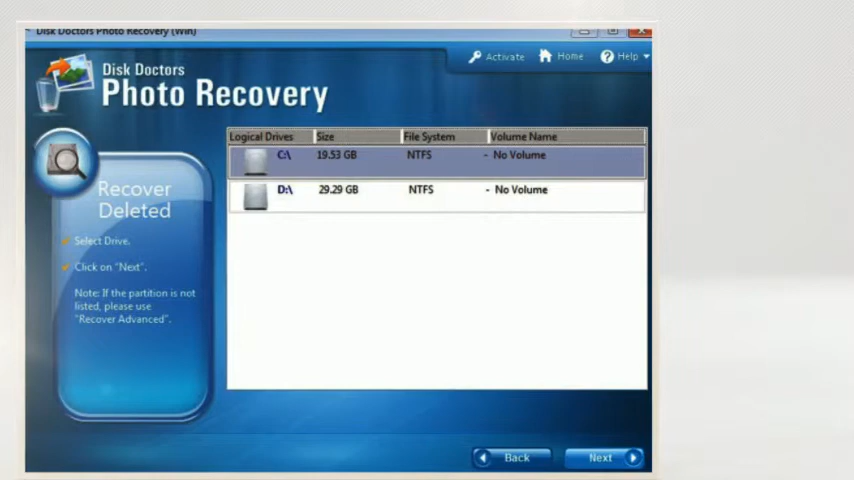 Disk Doctors Photo Recovery (Win)
Activate Home Help
Disk Doctors
Photo Recovery
Logical Drives Size File System Volume Name
C:\ 19.53 GB NTFS - No Volume
D:\ 29.29 GB NTFS - No Volume
Recover
Deleted
Select Drive.
Click on "Next".
Note: If the partition is not
listed, please use
"Recover Advanced".
Back Next